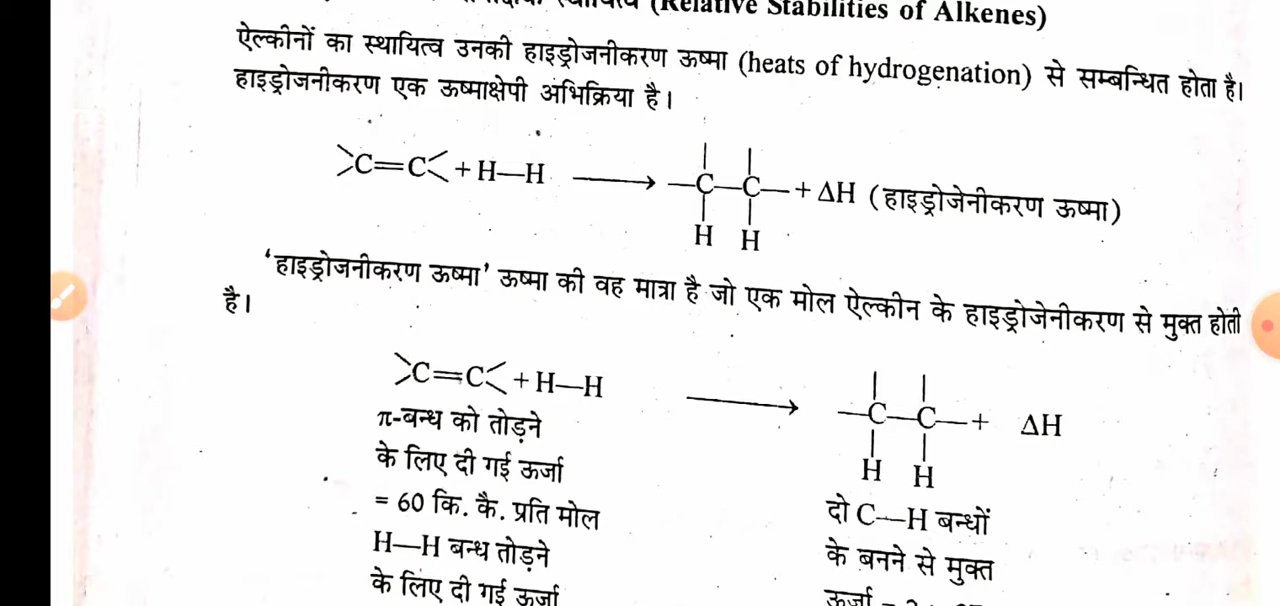 (Relative Stabilities of Alkenes)
ऐल्कीनों का स्थायित्व उनकी हाइड्रोजनीकरण ऊष्मा (heats of hydrogenation) से सम्बन्धित होता है।
हाइड्रोजनीकरण एक ऊष्माक्षेपी अभिक्रिया है।
>C=C< + H—H ⟶ —C—C— + ΔH (हाइड्रोजेनीकरण ऊष्मा)
H H
'हाइड्रोजनीकरण ऊष्मा' ऊष्मा की वह मात्रा है जो एक मोल ऐल्कीन के हाइड्रोजेनीकरण से मुक्त होती
है।
>C=C< + H—H ⟶ —C—C— + ΔH
H H
π-बन्ध को तोड़ने
के लिए दी गई ऊर्जा
= 60 कि. कै. प्रति मोल
H—H बन्ध तोड़ने
के लिए दी गई ऊर्जा
दो C—H बन्धों
के बनने से मुक्त
ऊर्जा